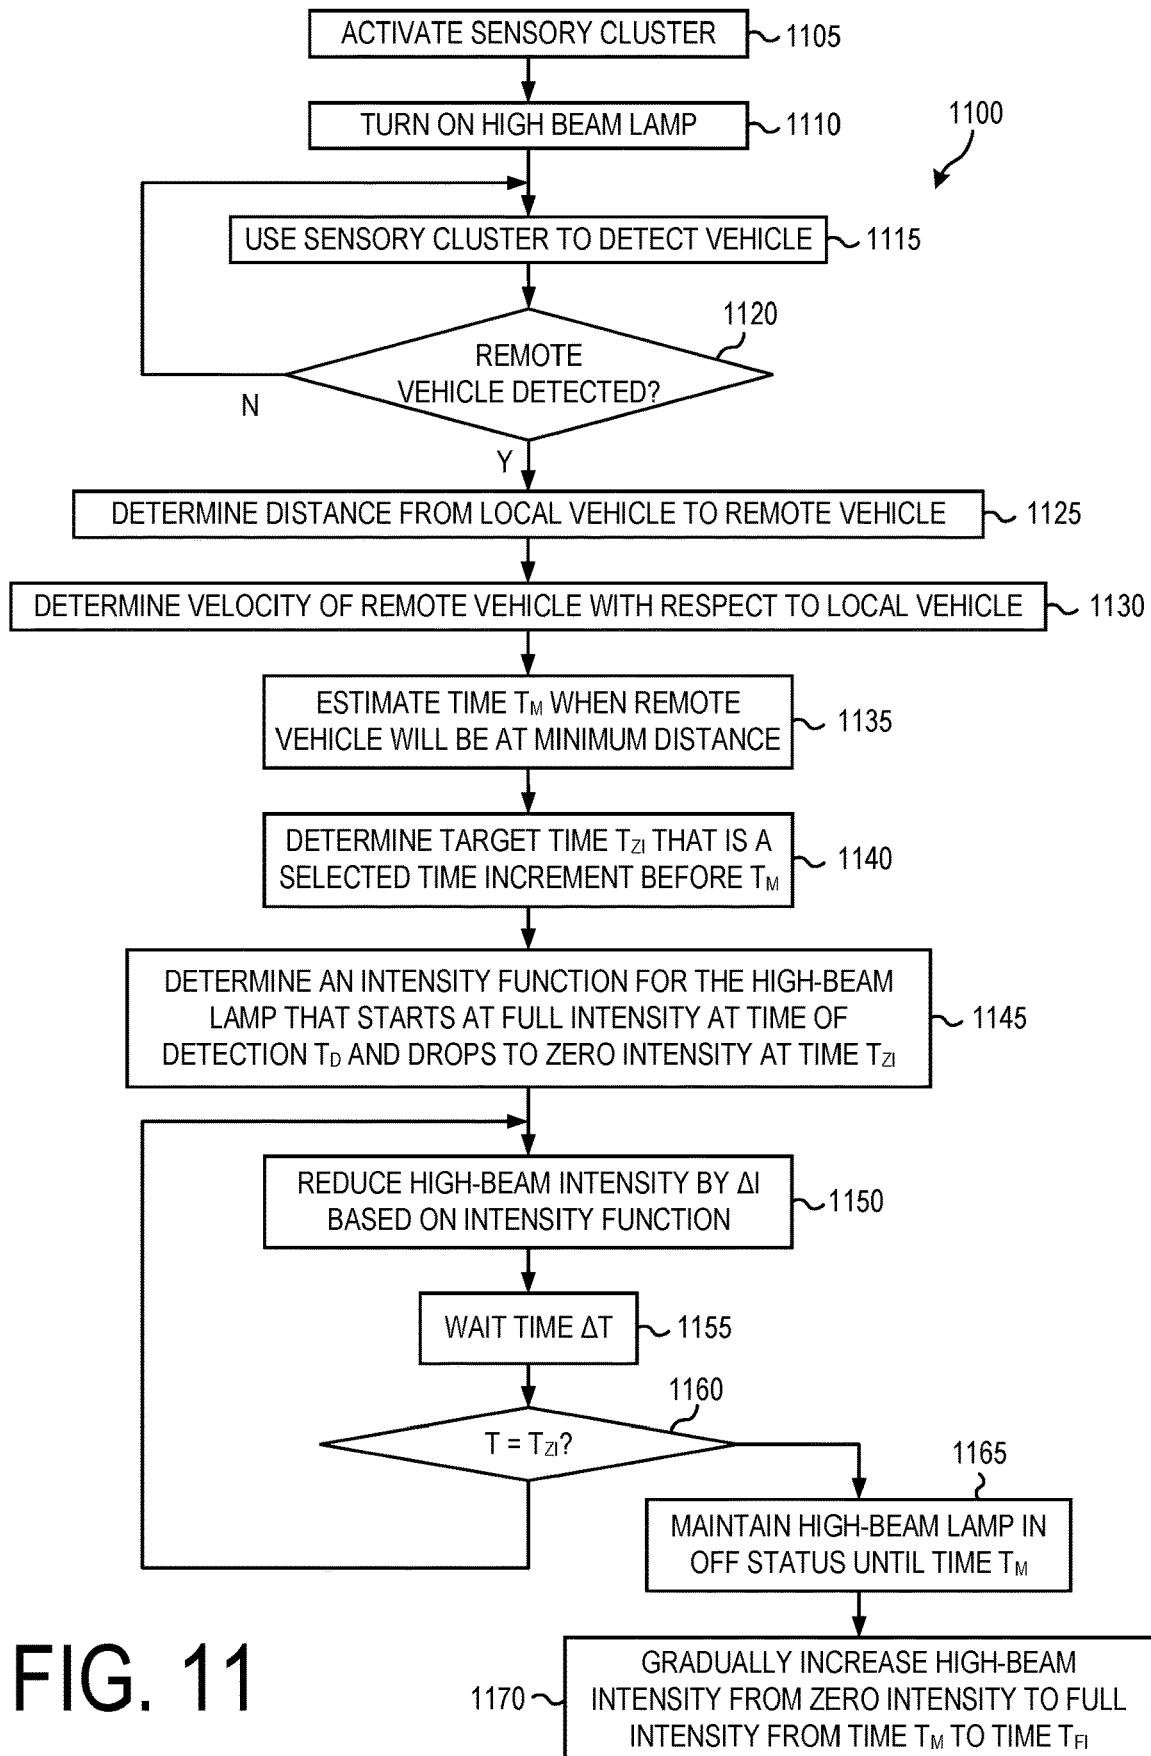 ACTIVATE SENSORY CLUSTER
1105
TURN ON HIGH BEAM LAMP
1110
1100
USE SENSORY CLUSTER TO DETECT VEHICLE
1115
1120
REMOTE
VEHICLE DETECTED?
N
Y
DETERMINE DISTANCE FROM LOCAL VEHICLE TO REMOTE VEHICLE
1125
DETERMINE VELOCITY OF REMOTE VEHICLE WITH RESPECT TO LOCAL VEHICLE
1130
ESTIMATE TIME TM WHEN REMOTE
VEHICLE WILL BE AT MINIMUM DISTANCE
1135
DETERMINE TARGET TIME TZI THAT IS A
SELECTED TIME INCREMENT BEFORE TM
1140
DETERMINE AN INTENSITY FUNCTION FOR THE HIGH-BEAM
LAMP THAT STARTS AT FULL INTENSITY AT TIME OF
DETECTION TD AND DROPS TO ZERO INTENSITY AT TIME TZI
1145
REDUCE HIGH-BEAM INTENSITY BY ΔI
BASED ON INTENSITY FUNCTION
1150
WAIT TIME ΔT
1155
1160
T = TZI?
1165
MAINTAIN HIGH-BEAM LAMP IN
OFF STATUS UNTIL TIME TM
GRADUALLY INCREASE HIGH-BEAM
INTENSITY FROM ZERO INTENSITY TO FULL
INTENSITY FROM TIME TM TO TIME TFI
1170
FIG. 11